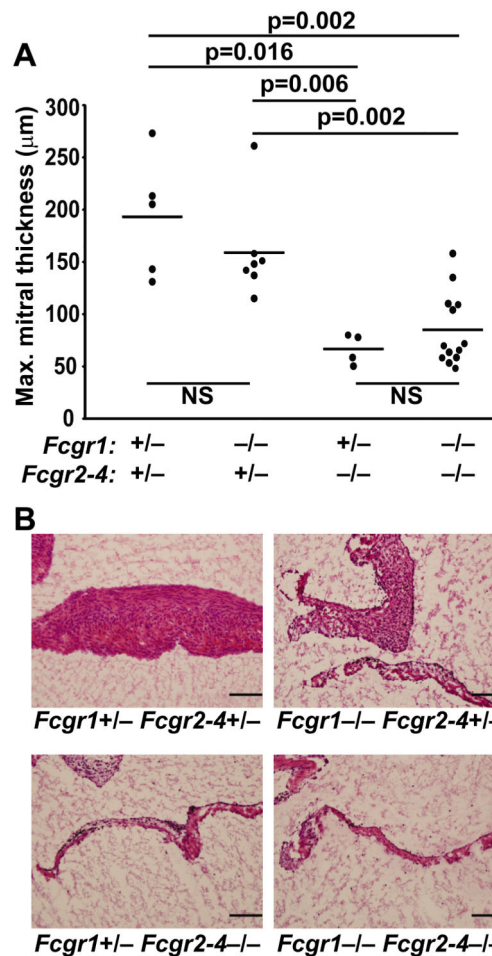 p=0.002
A
p=0.016
p=0.006
p=0.002
Max. mitral thickness (μm)
300
250
200
150
100
50
0
NS
NS
Fcgr1: +/– –/– +/– –/–
Fcgr2-4: +/– +/– –/– –/–
B
Fcgr1+/– Fcgr2-4+/–
Fcgr1–/– Fcgr2-4+/–
Fcgr1+/– Fcgr2-4–/–
Fcgr1–/– Fcgr2-4–/–